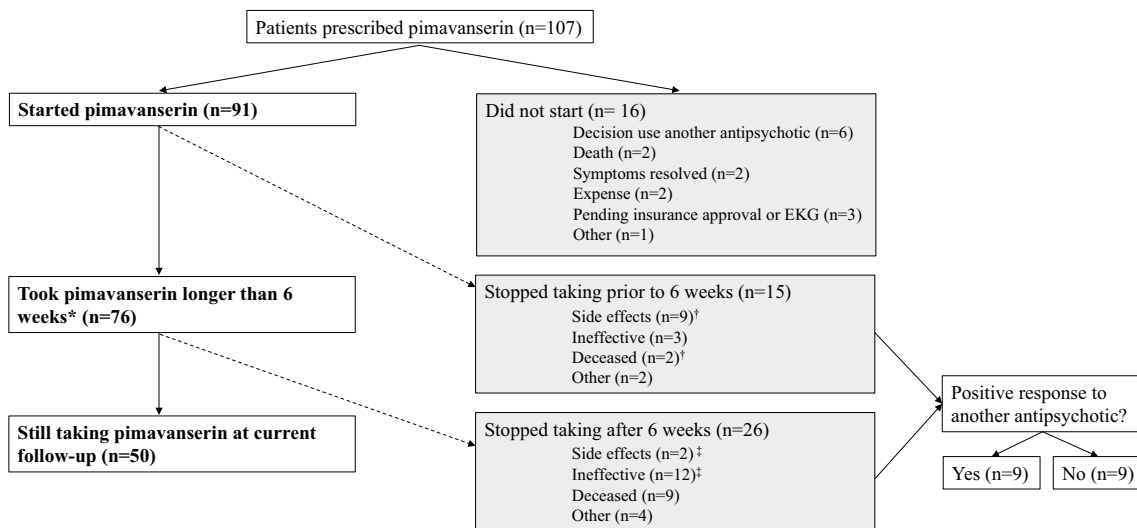 Patients prescribed pimavanserin (n=107)
Started pimavanserin (n=91)
Did not start (n= 16)
Decision use another antipsychotic (n=6)
Death (n=2)
Symptoms resolved (n=2)
Expense (n=2)
Pending insurance approval or EKG (n=3)
Other (n=1)
Took pimavanserin longer than 6
weeks* (n=76)
Stopped taking prior to 6 weeks (n=15)
Side effects (n=9)†
Ineffective (n=3)
Deceased (n=2)†
Other (n=2)
Still taking pimavanserin at current
follow-up (n=50)
Stopped taking after 6 weeks (n=26)
Side effects (n=2)‡
Ineffective (n=12)‡
Deceased (n=9)
Other (n=4)
Positive response to
another antipsychotic?
Yes (n=9)
No (n=9)